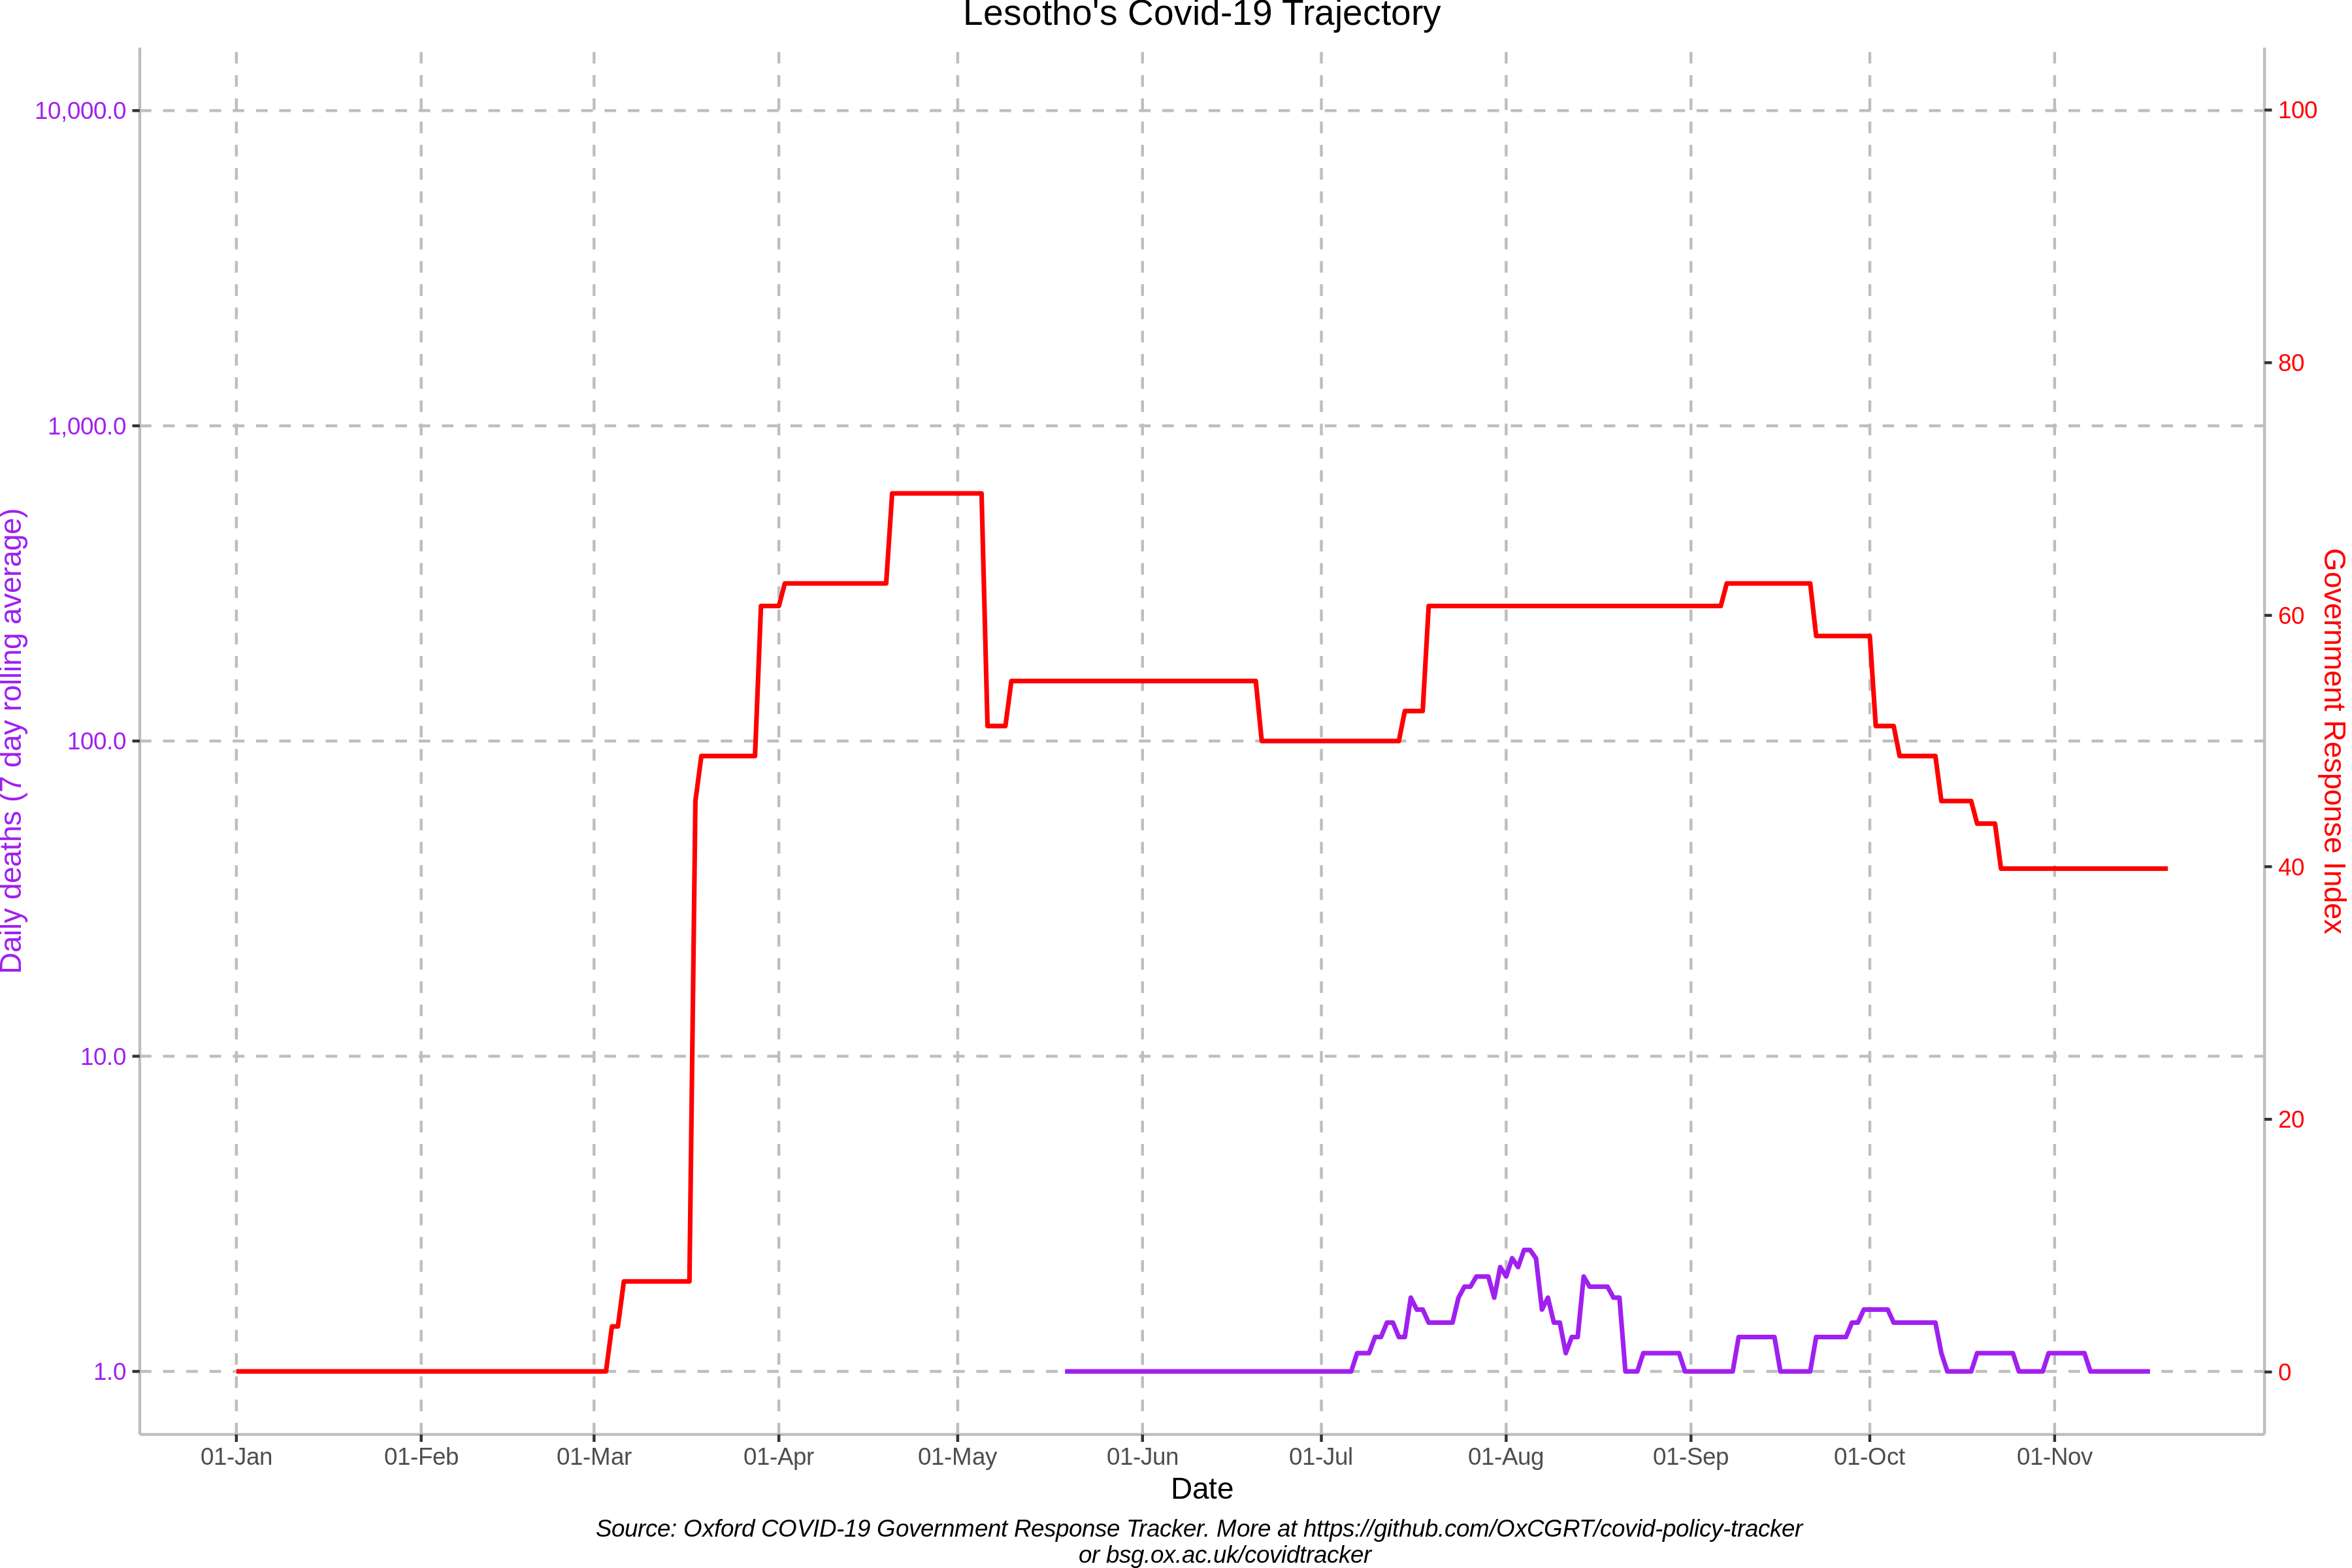 Lesotho's Covid-19 Trajectory
10,000.0
1,000.0
100.0
10.0
1.0
Daily deaths (7 day rolling average)
100
80
60
40
20
0
Government Response Index
01-Jan 01-Feb 01-Mar 01-Apr 01-May 01-Jun 01-Jul 01-Aug 01-Sep 01-Oct 01-Nov
Date
Source: Oxford COVID-19 Government Response Tracker. More at https://github.com/OxCGRT/covid-policy-tracker
or bsg.ox.ac.uk/covidtracker